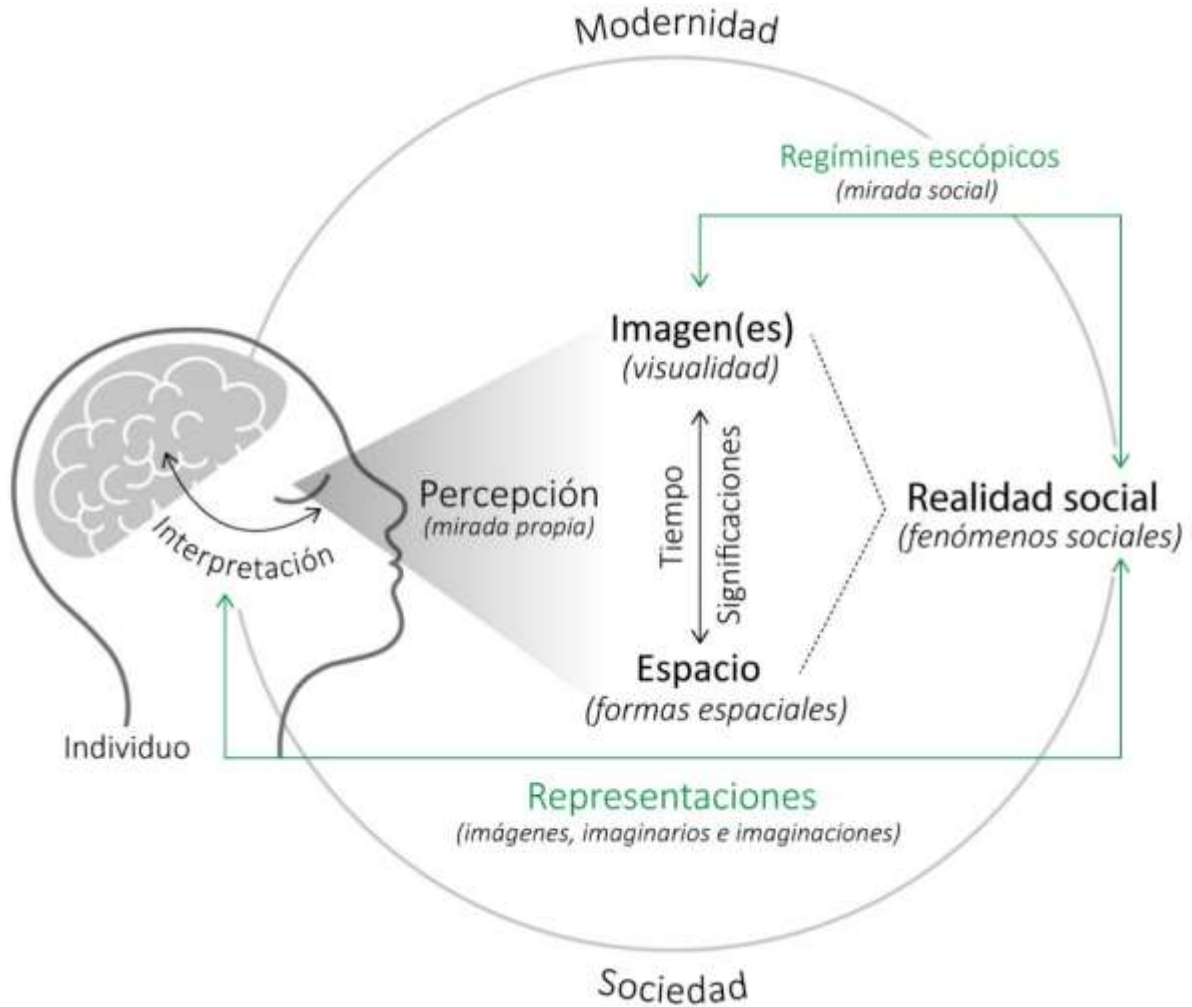 Modernidad
Regímines escópicos
(mirada social)
Imagen(es)
(visualidad)
Percepción
(mirada propia)
Tiempo
Significaciones
Realidad social
(fenómenos sociales)
Interpretación
Espacio
(formas espaciales)
Individuo
Representaciones
(imágenes, imaginarios e imaginaciones)
Sociedad